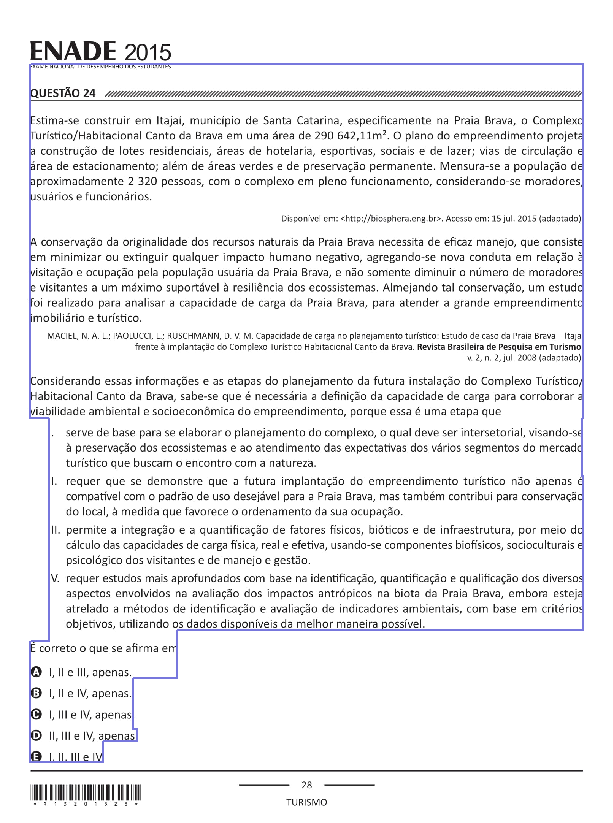 ENADE 2015
EXAME NACIONAL DE DESEMPENHO DOS ESTUDANTES
QUESTÃO 24
Estima-se construir em Itajaí, município de Santa Catarina, especificamente na Praia Brava, o Complexo
Turístico/Habitacional Canto da Brava em uma área de 290 642,11m². O plano do empreendimento projeta
a construção de lotes residenciais, áreas de hotelaria, esportivas, sociais e de lazer; vias de circulação e
área de estacionamento; além de áreas verdes e de preservação permanente. Mensura-se a população de
aproximadamente 2 320 pessoas, com o complexo em pleno funcionamento, considerando-se moradores,
usuários e funcionários.
Disponível em: <http://biosphera.eng.br>. Acesso em: 15 jul. 2015 (adaptado)
A conservação da originalidade dos recursos naturais da Praia Brava necessita de eficaz manejo, que consiste
em minimizar ou extinguir qualquer impacto humano negativo, agregando-se nova conduta em relação à
visitação e ocupação pela população usuária da Praia Brava, e não somente diminuir o número de moradores
e visitantes a um máximo suportável à resiliência dos ecossistemas. Almejando tal conservação, um estudo
foi realizado para analisar a capacidade de carga da Praia Brava, para atender a grande empreendimento
imobiliário e turístico.
MACIEL, N. A. L.; PAOLUCCI, L.; RUSCHMANN, D. V. M. Capacidade de carga no planejamento turístico: Estudo de caso da Praia Brava – Itajaí
frente à implantação do Complexo Turístico Habitacional Canto da Brava. Revista Brasileira de Pesquisa em Turismo
v. 2, n. 2, jul. 2008 (adaptado)
Considerando essas informações e as etapas do planejamento da futura instalação do Complexo Turístico/
Habitacional Canto da Brava, sabe-se que é necessária a definição da capacidade de carga para corroborar a
viabilidade ambiental e socioeconômica do empreendimento, porque essa é uma etapa que
. serve de base para se elaborar o planejamento do complexo, o qual deve ser intersetorial, visando-se
à preservação dos ecossistemas e ao atendimento das expectativas dos vários segmentos do mercado
turístico que buscam o encontro com a natureza.
I. requer que se demonstre que a futura implantação do empreendimento turístico não apenas é
compatível com o padrão de uso desejável para a Praia Brava, mas também contribui para conservação
do local, à medida que favorece o ordenamento da sua ocupação.
II. permite a integração e a quantificação de fatores físicos, bióticos e de infraestrutura, por meio do
cálculo das capacidades de carga física, real e efetiva, usando-se componentes biofísicos, socioculturais e
psicológico dos visitantes e de manejo e gestão.
V. requer estudos mais aprofundados com base na identificação, quantificação e qualificação dos diversos
aspectos envolvidos na avaliação dos impactos antrópicos na biota da Praia Brava, embora esteja
atrelado a métodos de identificação e avaliação de indicadores ambientais, com base em critérios
objetivos, utilizando os dados disponíveis da melhor maneira possível.
É correto o que se afirma em
A I, II e III, apenas.
B I, II e IV, apenas.
C I, III e IV, apenas
D II, III e IV, apenas
E I, II, III e IV
28
TURISMO